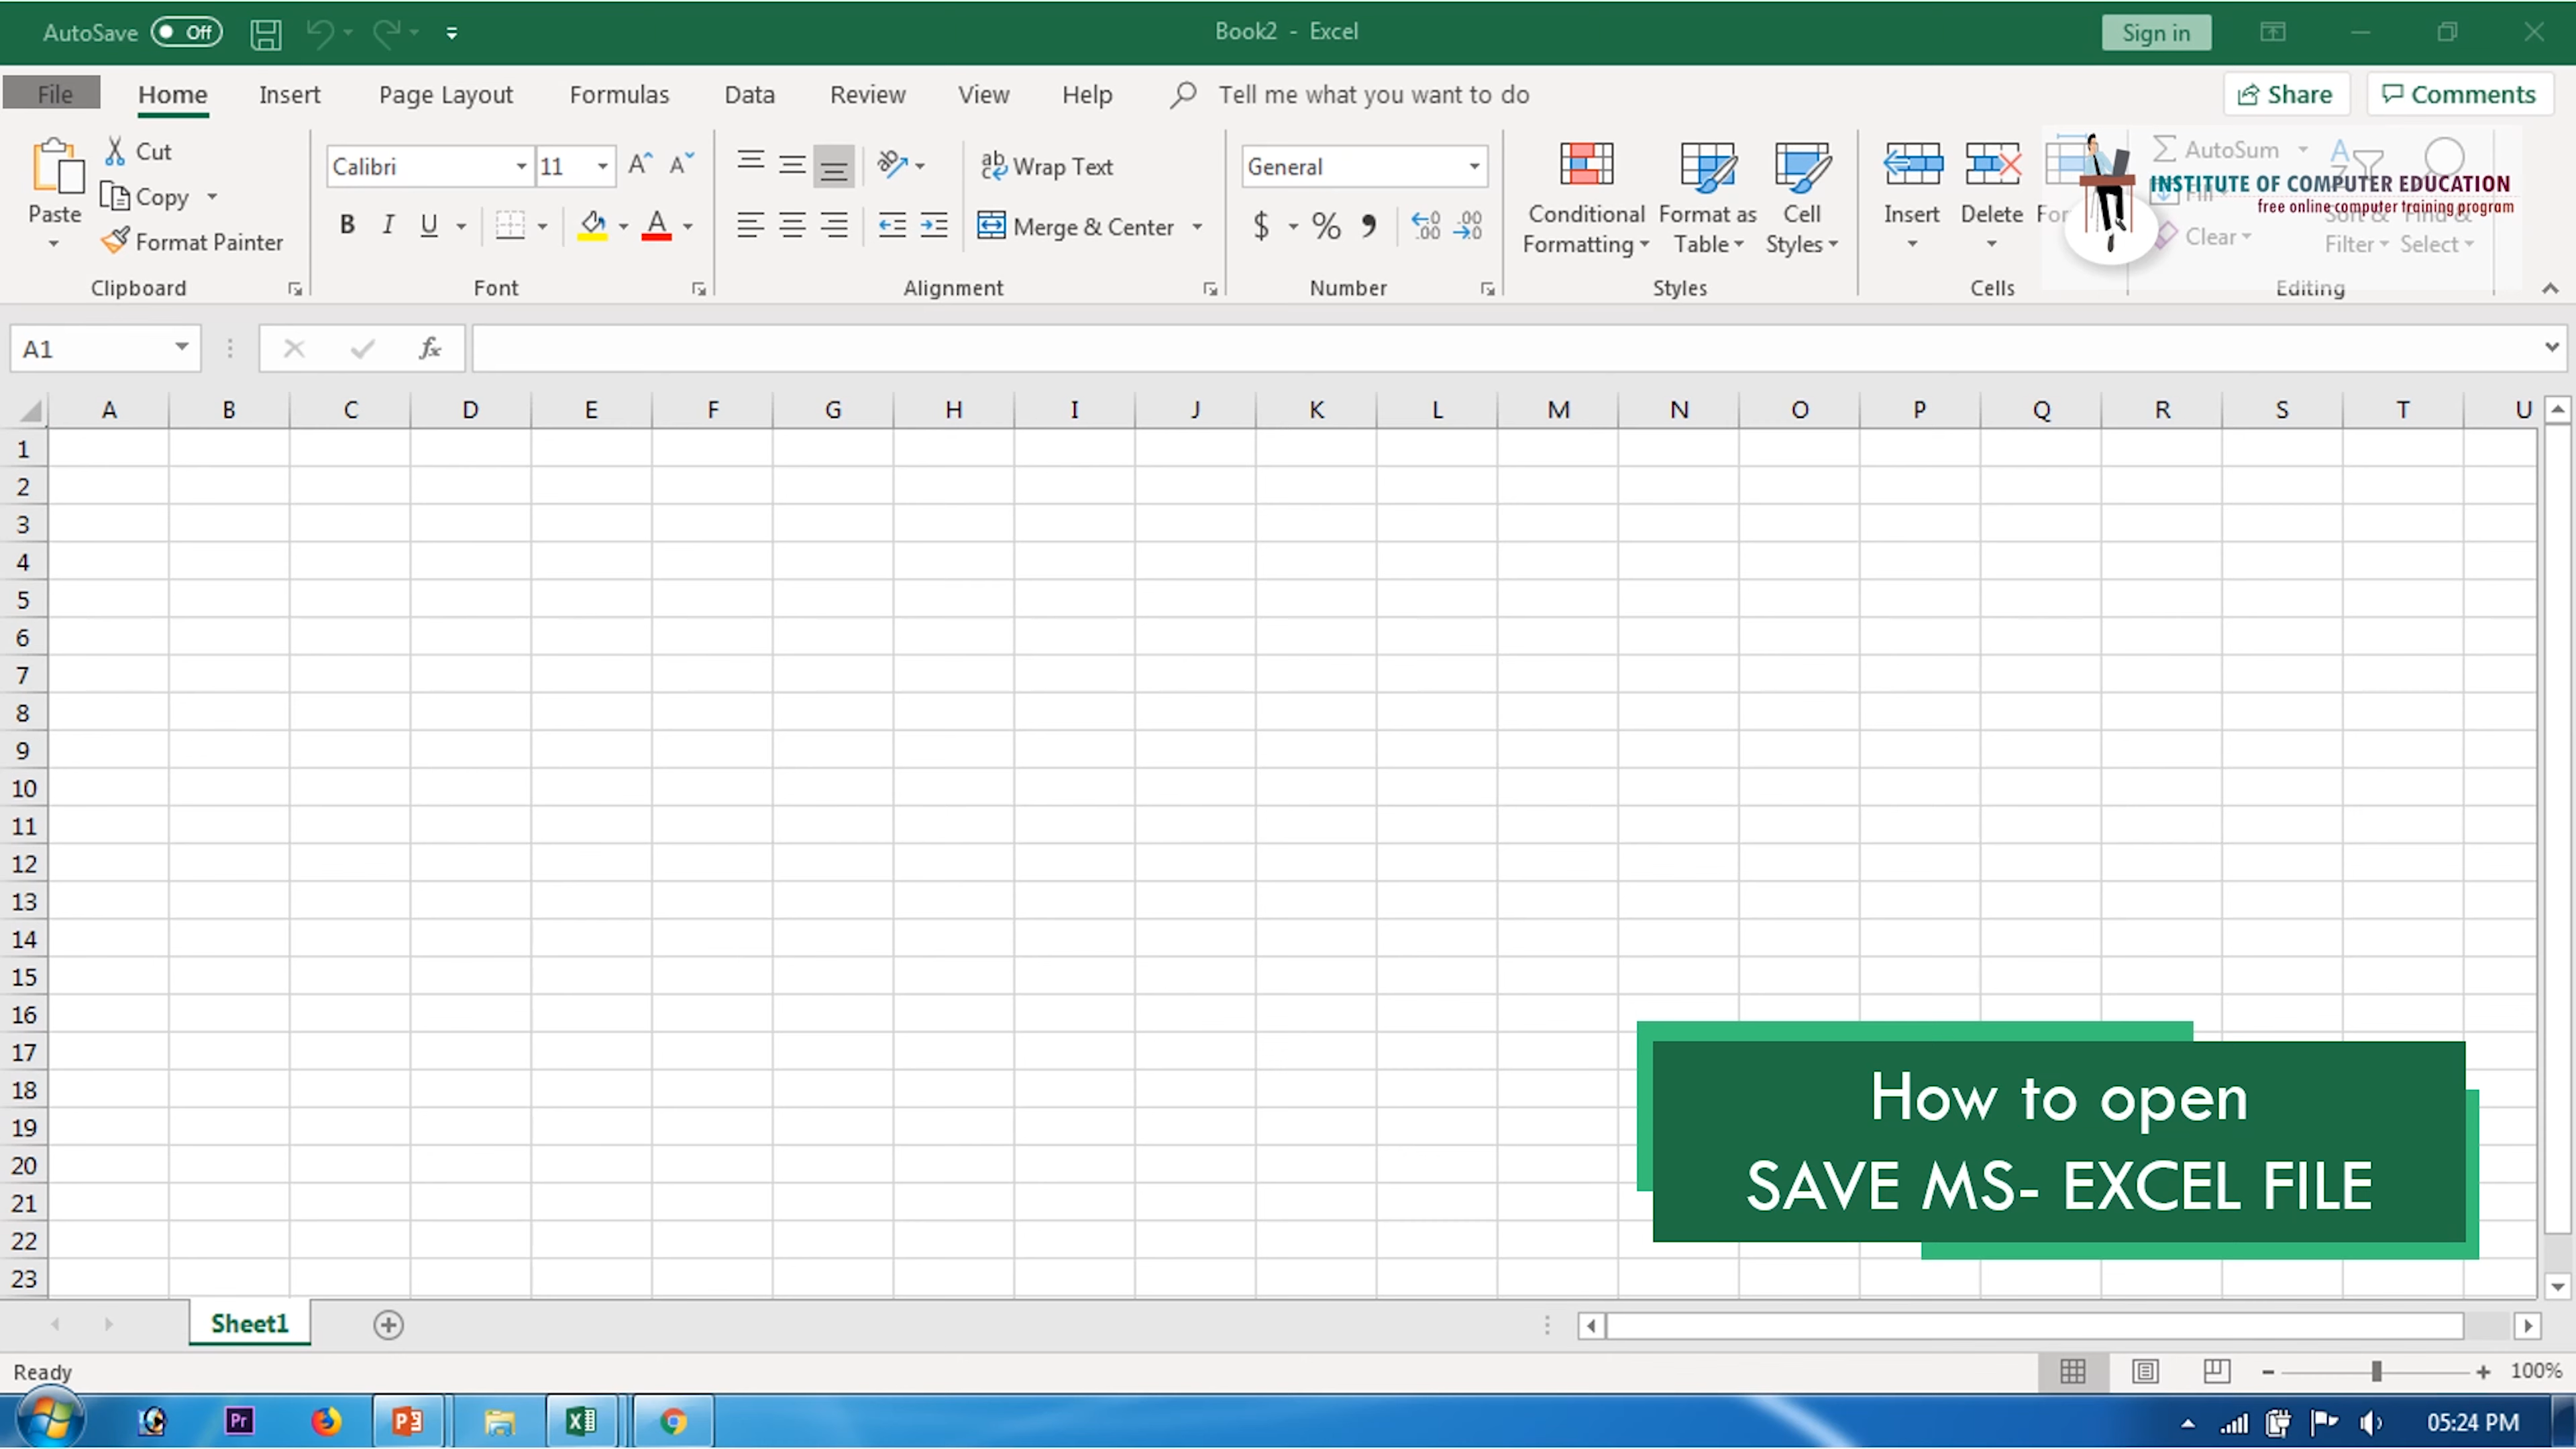 AutoSave Off
Book2 - Excel
Sign in
File Home Insert Page Layout Formulas Data Review View Help Tell me what you want to do
Share Comments
Paste
Cut
Copy
Format Painter
Clipboard
Calibri 11
B I U
Font
Wrap Text
Merge & Center
Alignment
General
$ % ,
Number
Conditional
Formatting
Format as
Table
Cell
Styles
Styles
Insert
Delete
Cells
AutoSum
Fill
Clear
Sort &
Filter
Find &
Select
Editing
INSTITUTE OF COMPUTER EDUCATION
free online computer training program
A1
fx
A B C D E F G H I J K L M N O P Q R S T U
1
2
3
4
5
6
7
8
9
10
11
12
13
14
15
16
17
18
19
20
21
22
23
How to open
SAVE MS- EXCEL FILE
Sheet1
Ready
100%
Pr
05:24 PM